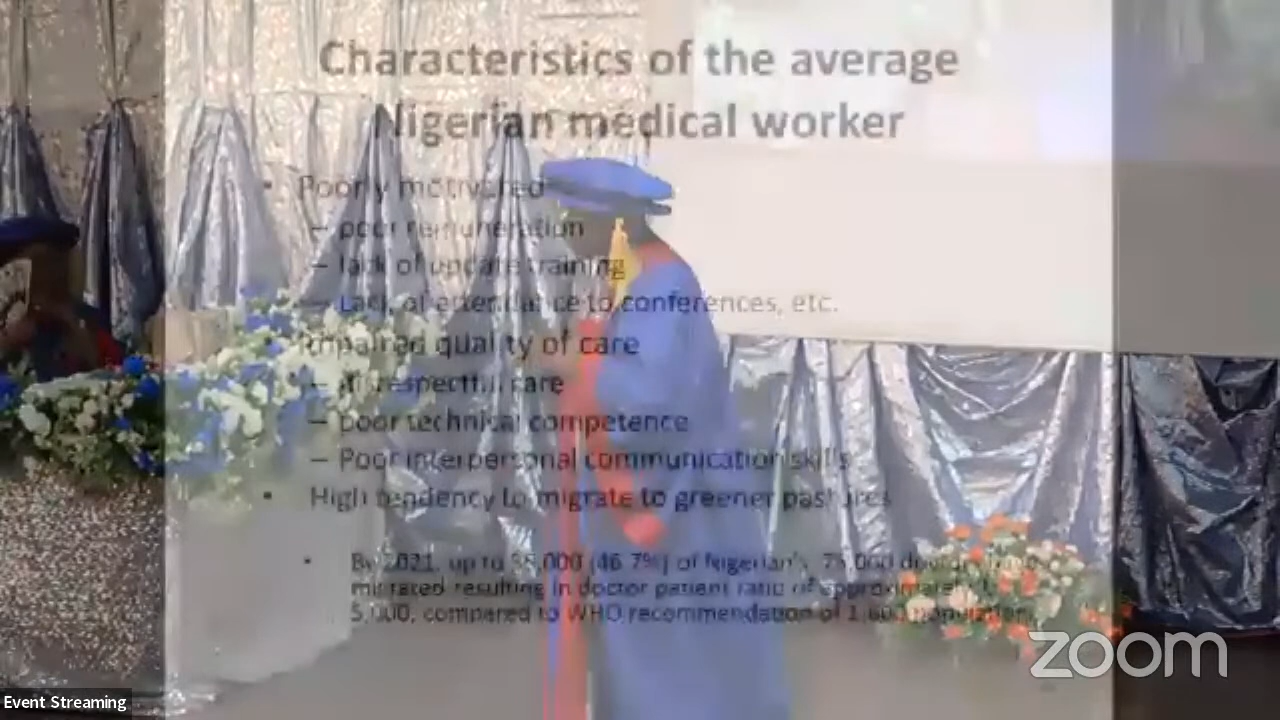 Characteristics of the average
Nigerian medical worker
• Poorly motivated
– poor remuneration
– lack of update training
– Lack of attendance to conferences, etc.
Impaired quality of care
– disrespectful care
– poor technical competence
– Poor interpersonal communication skills
• High tendency to migrate to greener pastures
• By 2021, up to 35,000 (46.7%) of Nigerian's 75,000 doctors
resulting in doctor patient ratio of approximately
5,000, compared to WHO recommendation of population
zoom
Event Streaming